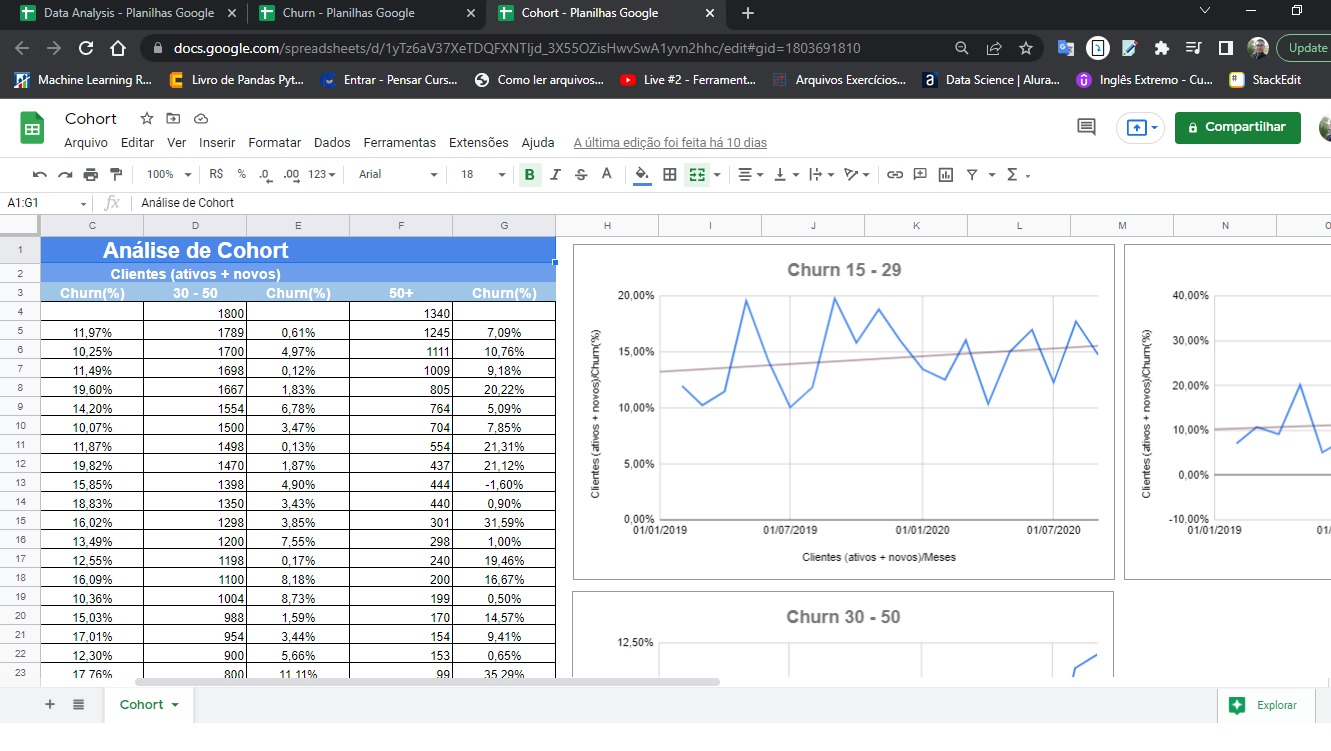 Data Analysis - Planilhas Google
Churn - Planilhas Google
Cohort - Planilhas Google
docs.google.com/spreadsheets/d/1yTz6aV37XeTDQFXNTIjd_3X55OZisHwvSwA1yvn2hhc/edit#gid=1803691810
Update
Machine Learning R...
Livro de Pandas Pyt...
Entrar - Pensar Curs...
Como ler arquivos...
Live #2 - Ferrament...
Arquivos Exercícios...
Data Science | Alura...
Inglês Extremo - Cu...
StackEdit
Cohort
Arquivo Editar Ver Inserir Formatar Dados Ferramentas Extensões Ajuda A última edição foi feita há 10 dias
Compartilhar
100% R$ % .0 .00 123 Arial 18 B I S A
A1:G1 fx Análise de Cohort
C D E F G H I J K L M N O
1 Análise de Cohort
2 Clientes (ativos + novos)
3 Churn(%) 30 - 50 Churn(%) 50+ Churn(%)
4 1800 1340
5 11,97% 1789 0,61% 1245 7,09%
6 10,25% 1700 4,97% 1111 10,76%
7 11,49% 1698 0,12% 1009 9,18%
8 19,60% 1667 1,83% 805 20,22%
9 14,20% 1554 6,78% 764 5,09%
10 10,07% 1500 3,47% 704 7,85%
11 11,87% 1498 0,13% 554 21,31%
12 19,82% 1470 1,87% 437 21,12%
13 15,85% 1398 4,90% 444 -1,60%
14 18,83% 1350 3,43% 440 0,90%
15 16,02% 1298 3,85% 301 31,59%
16 13,49% 1200 7,55% 298 1,00%
17 12,55% 1198 0,17% 240 19,46%
18 16,09% 1100 8,18% 200 16,67%
19 10,36% 1004 8,73% 199 0,50%
20 15,03% 988 1,59% 170 14,57%
21 17,01% 954 3,44% 154 9,41%
22 12,30% 900 5,66% 153 0,65%
23 17,76% 800 11,11% 99 35,29%
Churn 15 - 29
20,00%
15,00%
10,00%
5,00%
0,00%
01/01/2019 01/07/2019 01/01/2020 01/07/2020
Clientes (ativos + novos)/Churn(%)
Clientes (ativos + novos)/Meses
40,00%
30,00%
20,00%
10,00%
0,00%
-10,00%
01/01/2019
01/
Clientes (ativos + novos)/Churn(%)
Churn 30 - 50
12,50%
Cohort
Explorar